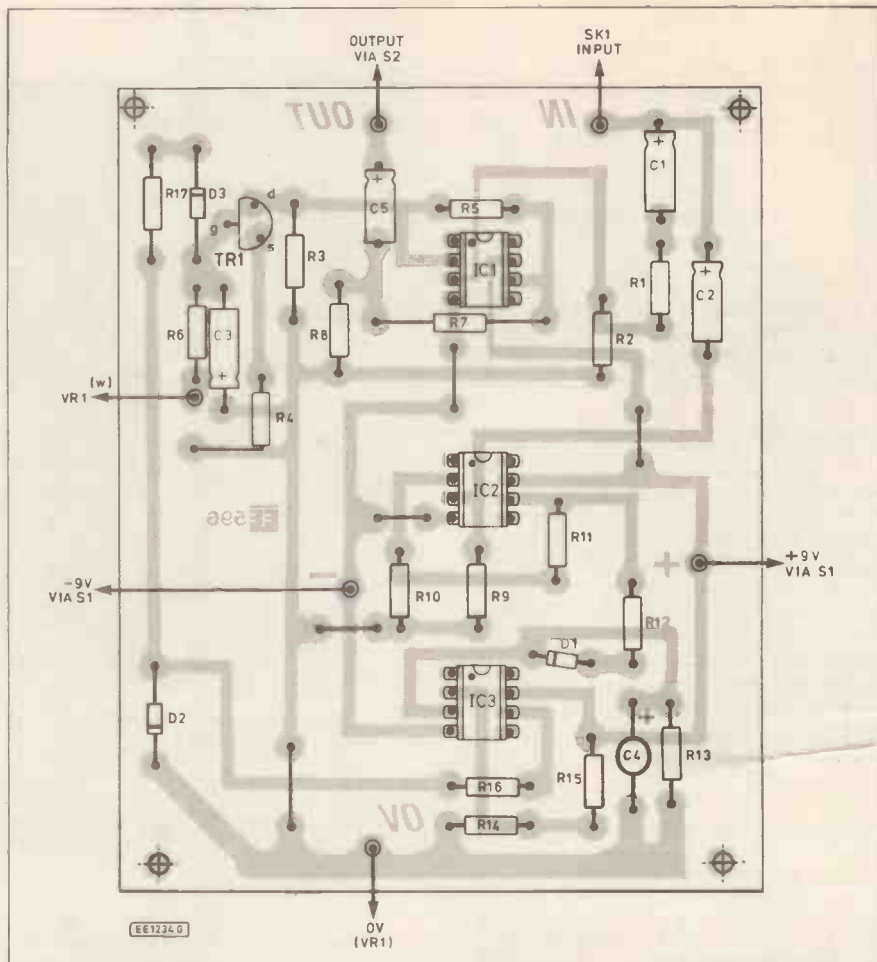 OUTPUT
VIA S2
SK1
INPUT
OUT
IN
R17
D3
g
d
s
TR1
R3
C5
R5
IC1
C1
R1
C2
R6
C3
R8
R7
R2
(w)
VR1
R4
IC2
EE 596
R11
−9V
VIA S1
−
+
+9V
VIA S1
R10
R9
R12
D1
IC3
D2
C4
R13
R15
R16
R14
0V
EE1234G
0V
(VR1)